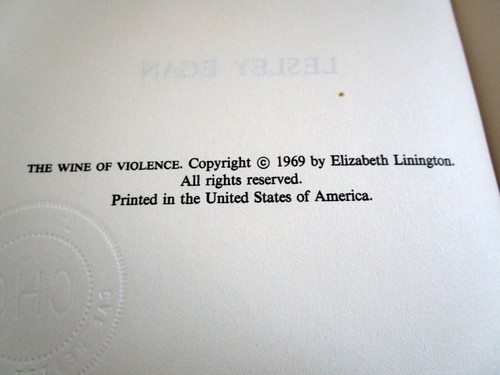 LESLEY EGAN
THE WINE OF VIOLENCE. Copyright © 1969 by Elizabeth Linington.
All rights reserved.
Printed in the United States of America.